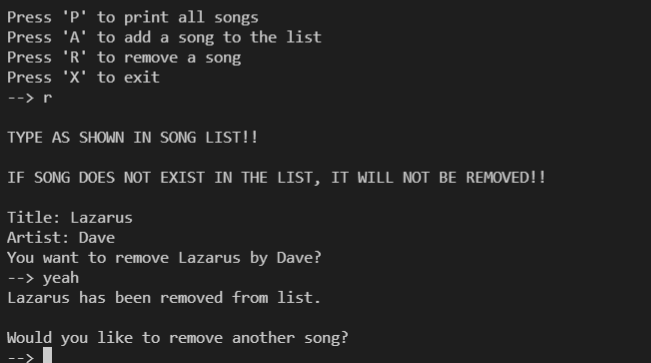 Press 'P' to print all songs
Press 'A' to add a song to the list
Press 'R' to remove a song
Press 'X' to exit
--> r
TYPE AS SHOWN IN SONG LIST!!
IF SONG DOES NOT EXIST IN THE LIST, IT WILL NOT BE REMOVED!!
Title: Lazarus
Artist: Dave
You want to remove Lazarus by Dave?
--> yeah
Lazarus has been removed from list.
Would you like to remove another song?
-->